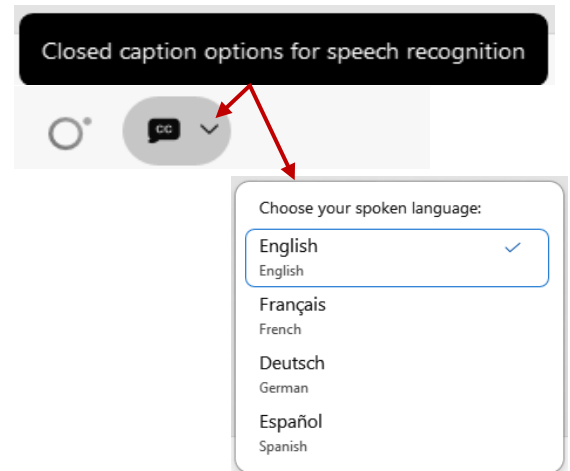 Closed caption options for speech recognition
CC
Choose your spoken language:
English
English
Français
French
Deutsch
German
Español
Spanish